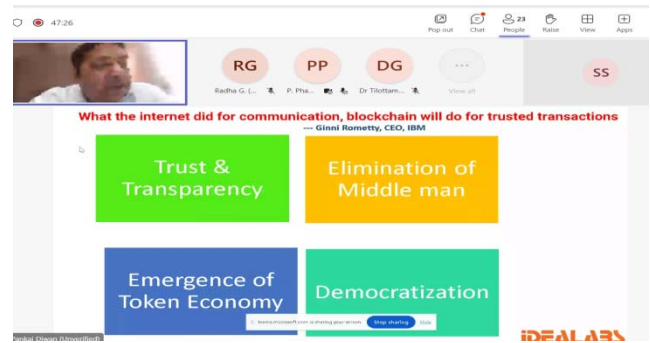 47:26
Pop out
Chat
23
People
Raise
View
Apps
RG
PP
DG
...
SS
Radha G. (...
P. Pha...
Dr Tilottam...
View all
What the internet did for communication, blockchain will do for trusted transactions
--- Ginni Rometty, CEO, IBM
Trust &
Transparency
Elimination of
Middle man
Emergence of
Token Economy
Democratization
teams.microsoft.com is sharing your screen.
Stop sharing
Hide
Pankaj Diwan (Unverified)
iDEALABS